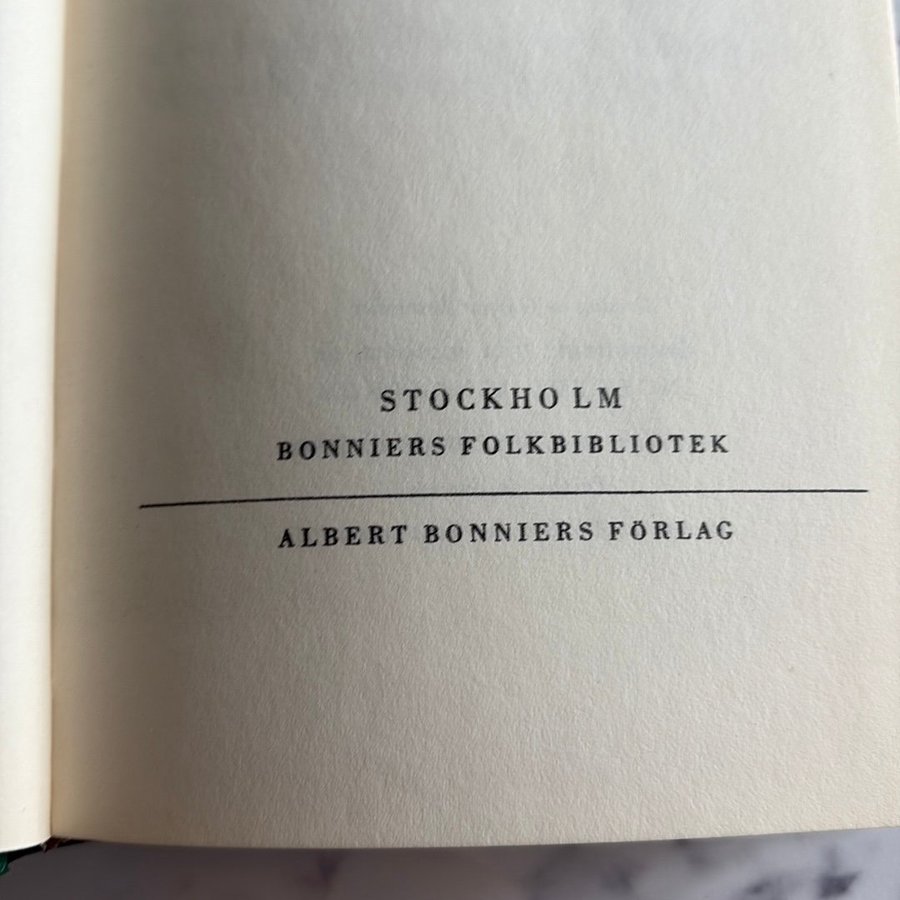 STOCKHOLM
BONNIERS FOLKBIBLIOTEK
ALBERT BONNIERS FÖRLAG